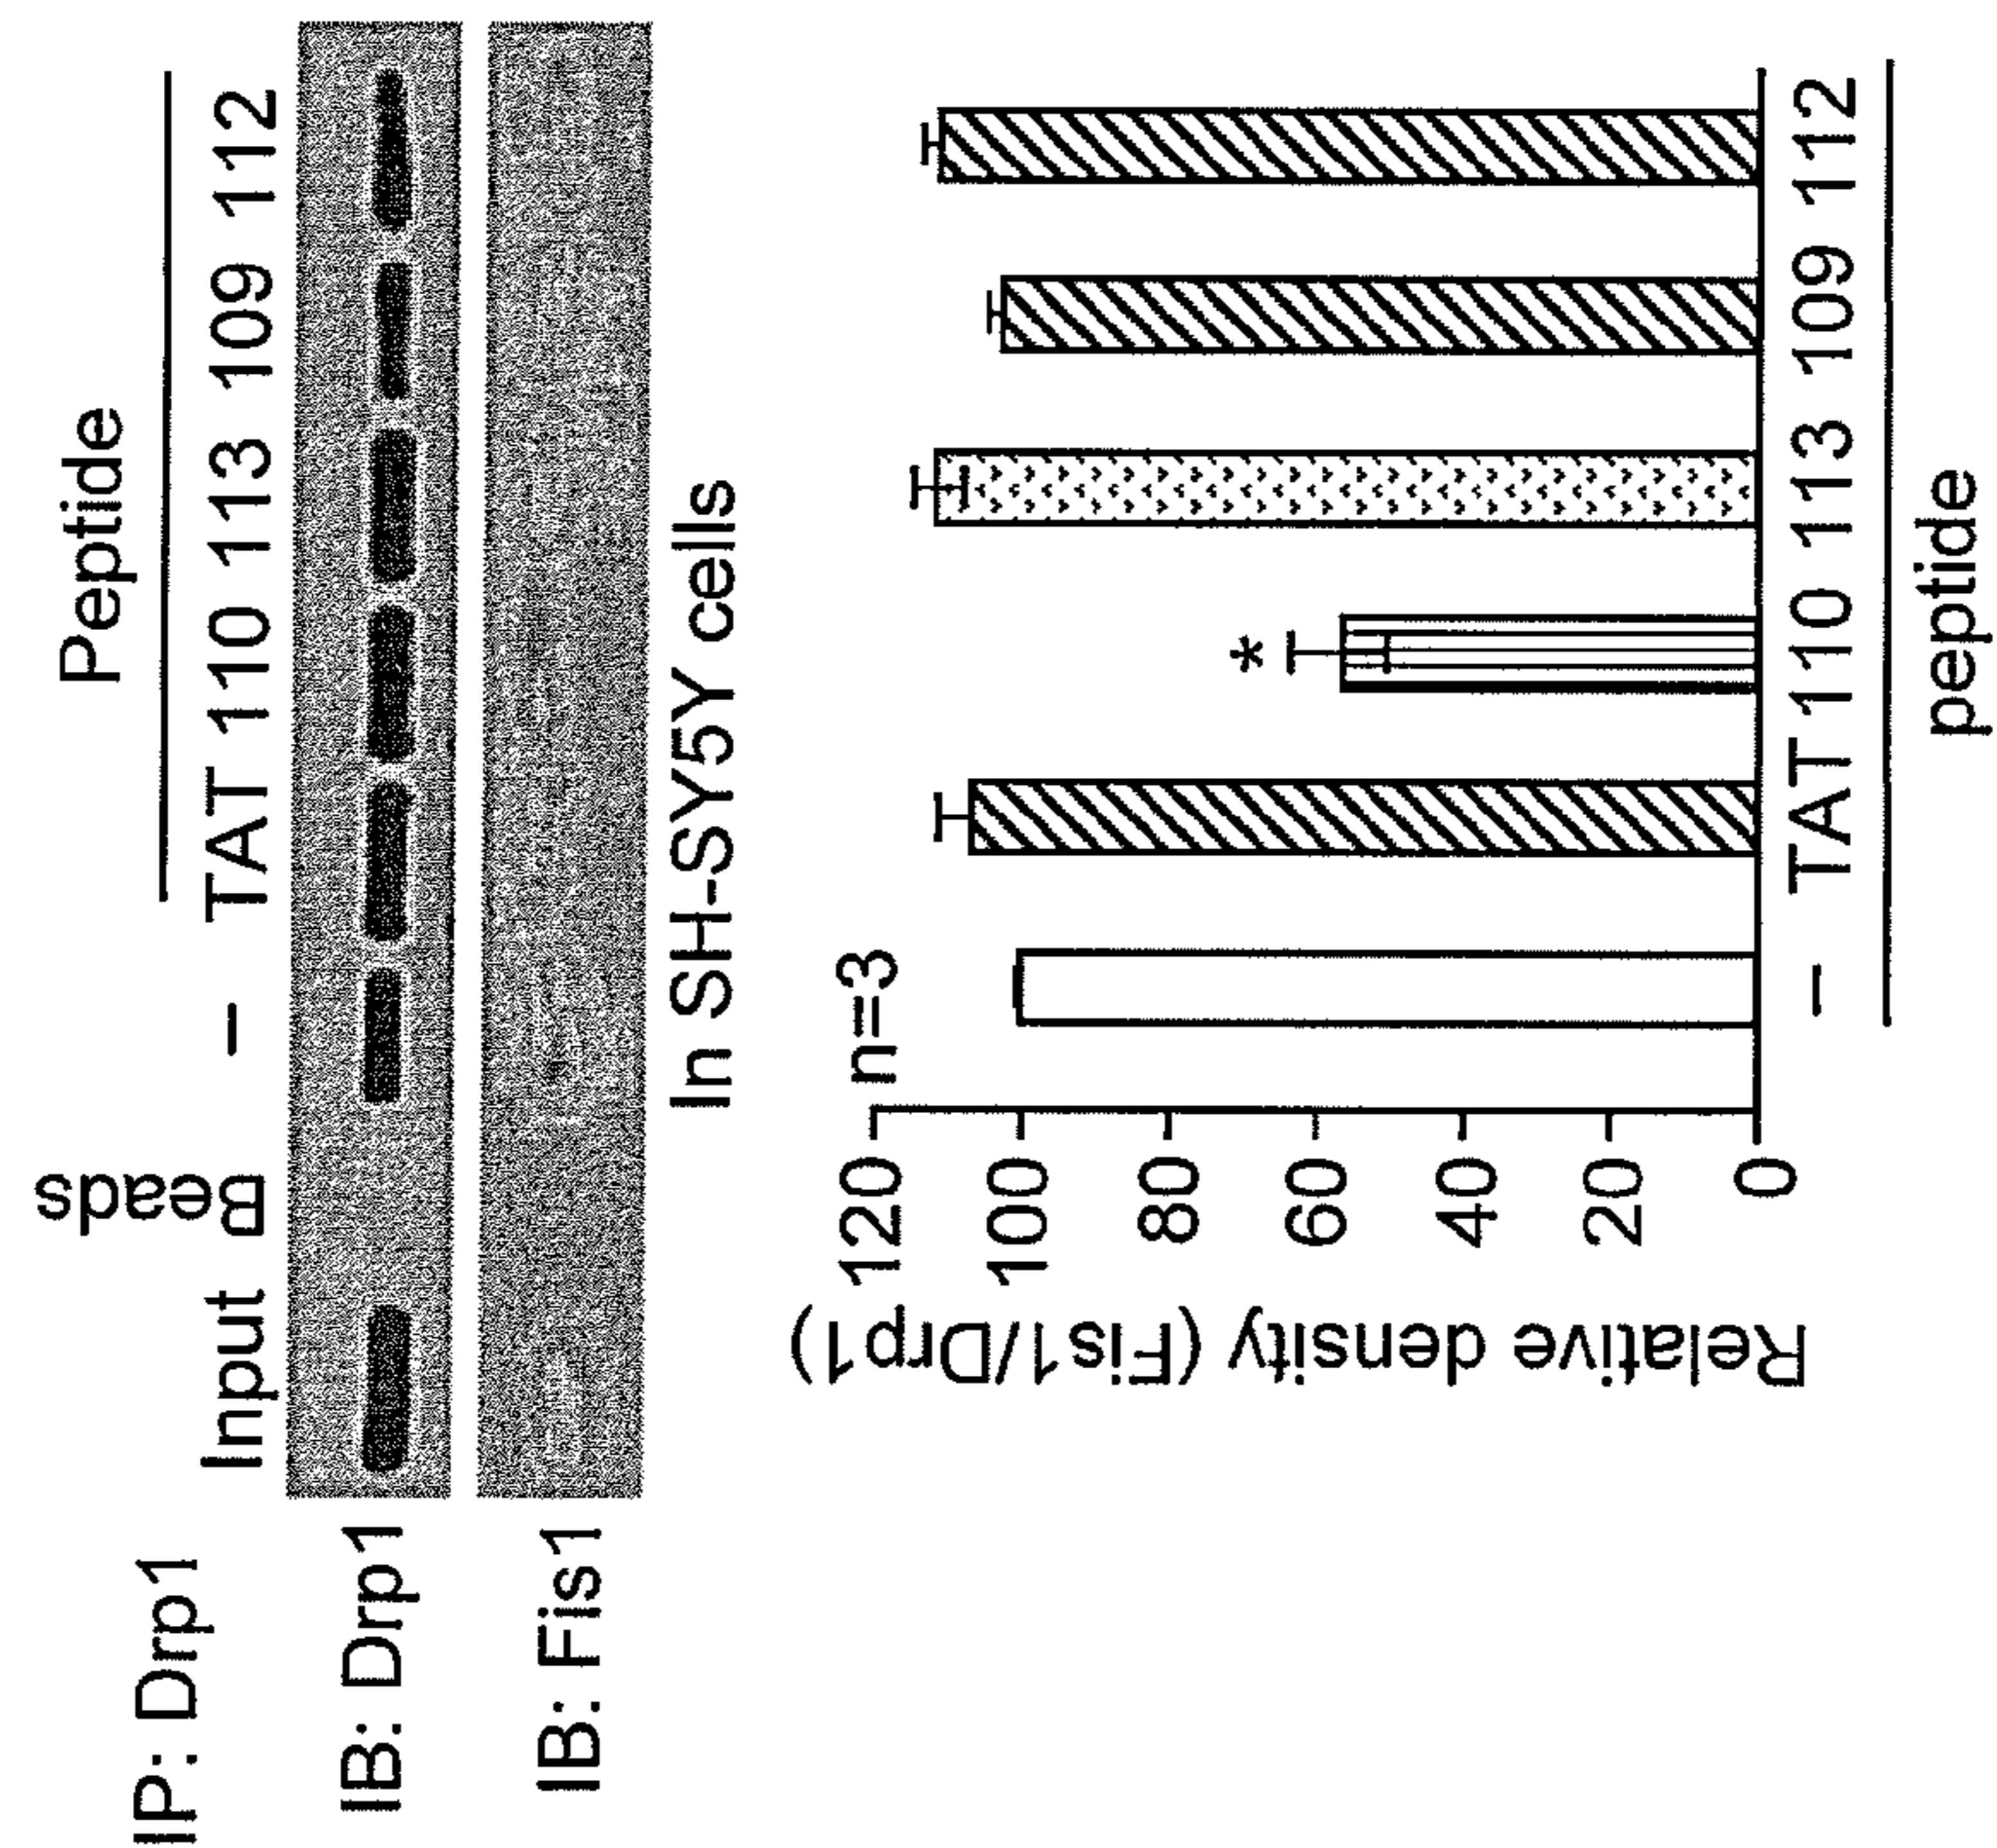 Peptide
IP: Drp1 Input Beads – TAT 110 113 109 112
IB: Drp1
IB: Fis1
In SH-SY5Y cells
n=3
*
Relative density (Fis1/Drp1)
120
100
80
60
40
20
0
– TAT 110 113 109 112
peptide